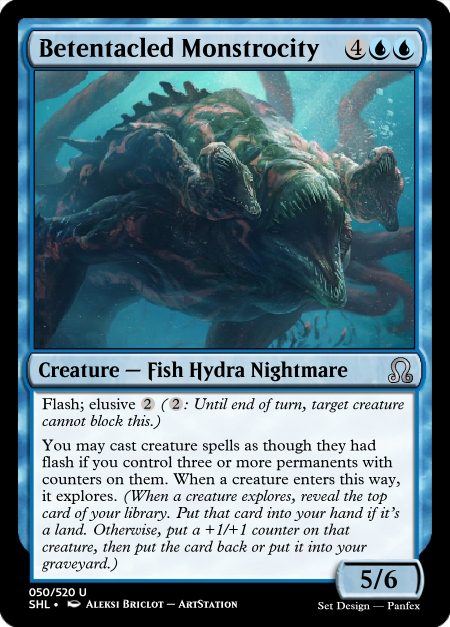 Betentacled Monstrocity 4
Creature — Fish Hydra Nightmare
Flash; elusive 2 (2: Until end of turn, target creature
cannot block this.)
You may cast creature spells as though they had
flash if you control three or more permanents with
counters on them. When a creature enters this way,
it explores. (When a creature explores, reveal the top
card of your library. Put that card into your hand if it's
a land. Otherwise, put a +1/+1 counter on that
creature, then put the card back or put it into your
graveyard.)
5/6
050/520 U
SHL • Aleksi Briclot — ArtStation
Set Design — Panfex